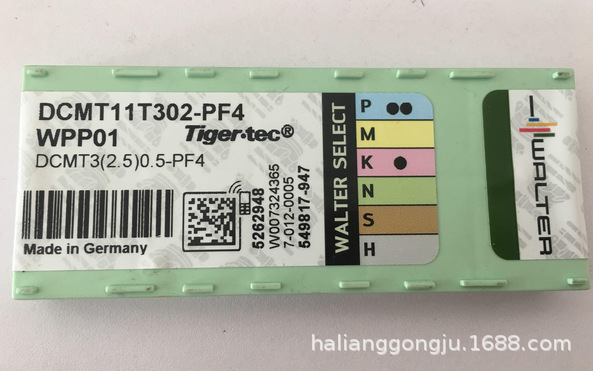 DCMT11T302-PF4
WPP01
Tiger·tec®
DCMT3(2.5)0.5-PF4
Made in Germany
5262948
W007324365
7-012-0005
549817-947
WALTER SELECT
P
M
K
N
S
H
WALTER
halianggongju.1688.com